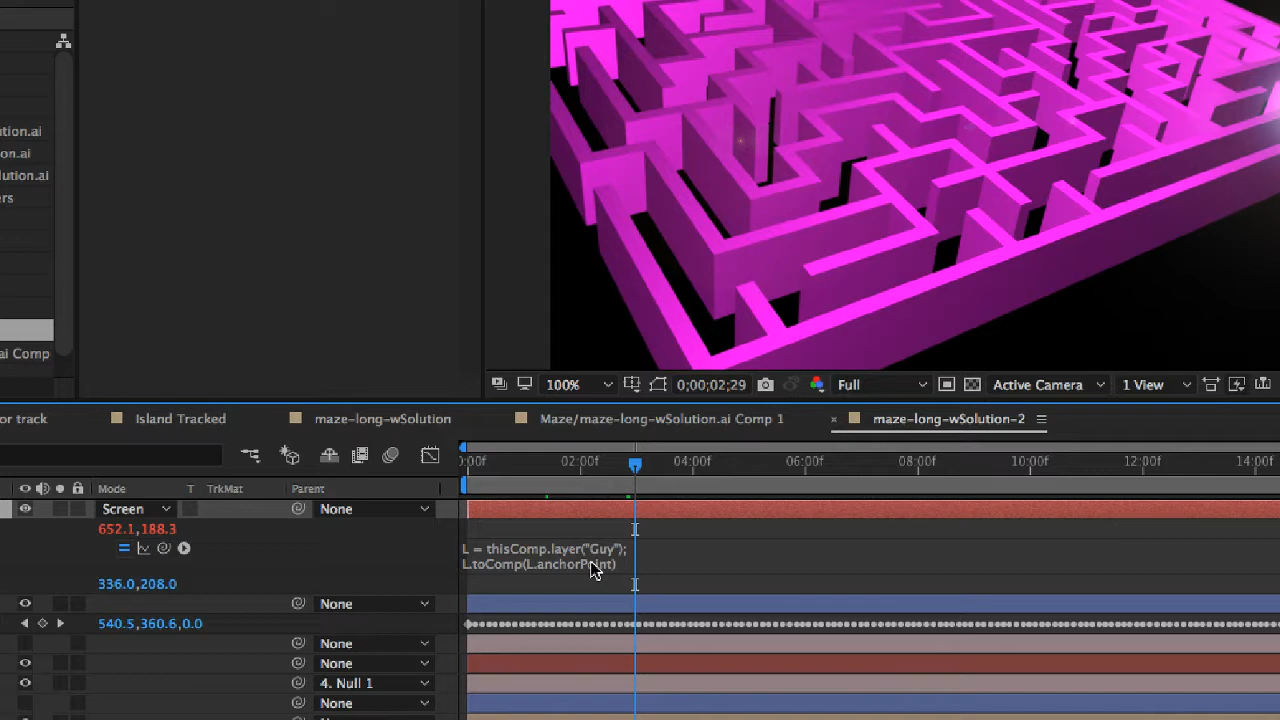 ution.ai
on.ai
lution.ai
ers
ai Comp
100%
0;00;02;29
Full
Active Camera
1 View
or track
Island Tracked
maze-long-wSolution
Maze/maze-long-wSolution.ai Comp 1
× maze-long-wSolution-2
0:00f 02:00f 04:00f 06:00f 08:00f 10:00f 12:00f 14:00f
Mode T TrkMat Parent
Screen None
652.1,188.3
L = thisComp.layer("Guy");
L.toComp(L.anchorPoint)
336.0,208.0
None
540.5,360.6,0.0
None
None
4. Null 1
None